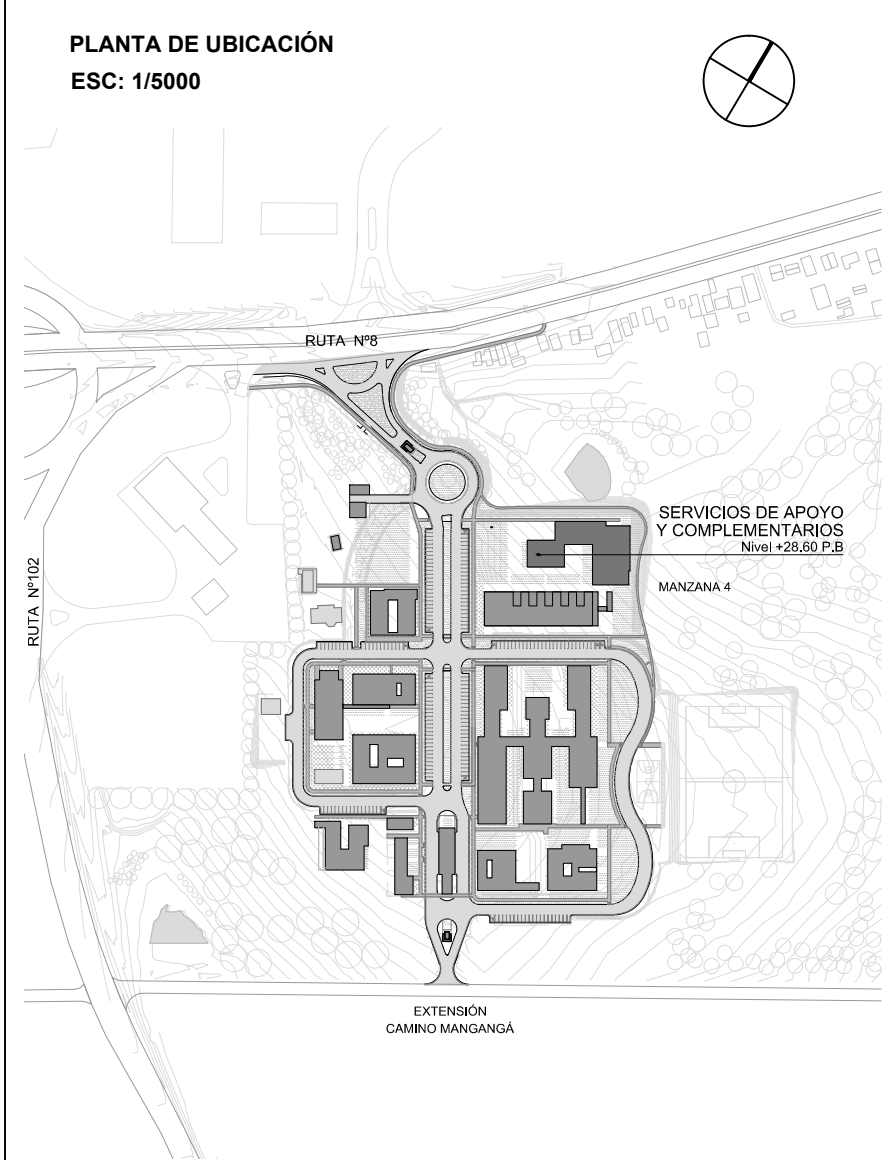 PLANTA DE UBICACIÓN
ESC: 1/5000
RUTA Nº8
SERVICIOS DE APOYO
Y COMPLEMENTARIOS
Nivel +28.60 P.B
MANZANA 4
RUTA Nº102
EXTENSIÓN
CAMINO MANGANGÁ